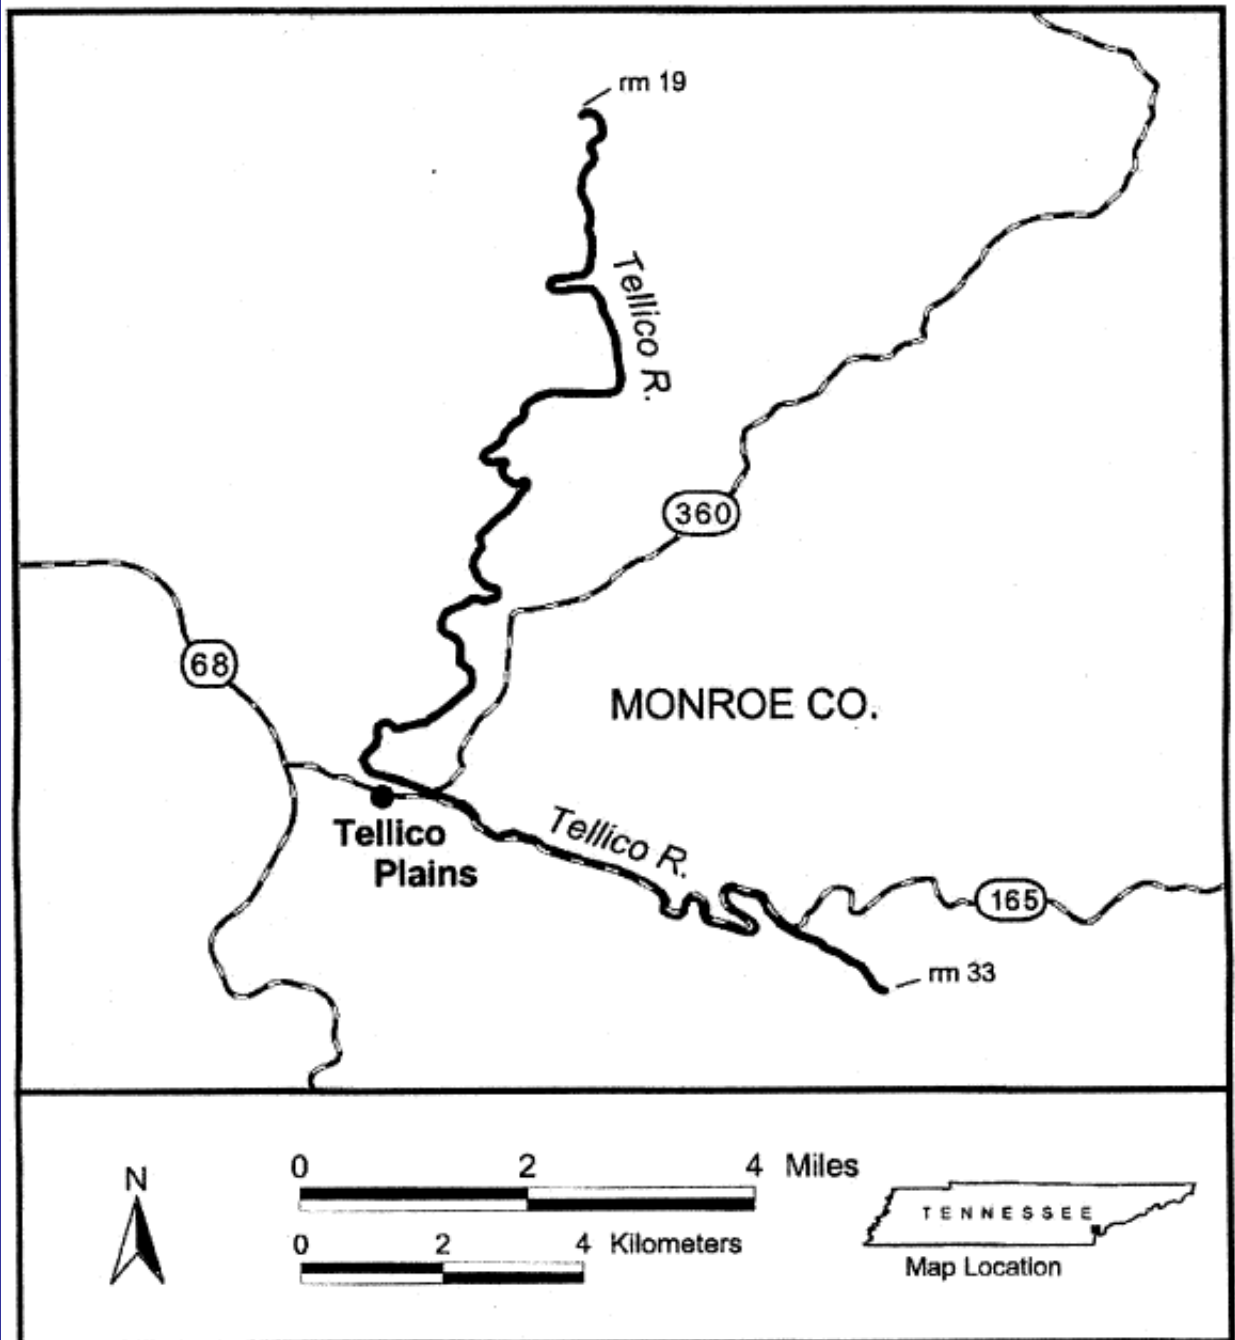 rm 19
Tellico R.
360
68
MONROE CO.
Tellico
Plains
Tellico R.
165
rm 33
N
0 2 4 Miles
0 2 4 Kilometers
TENNESSEE
Map Location